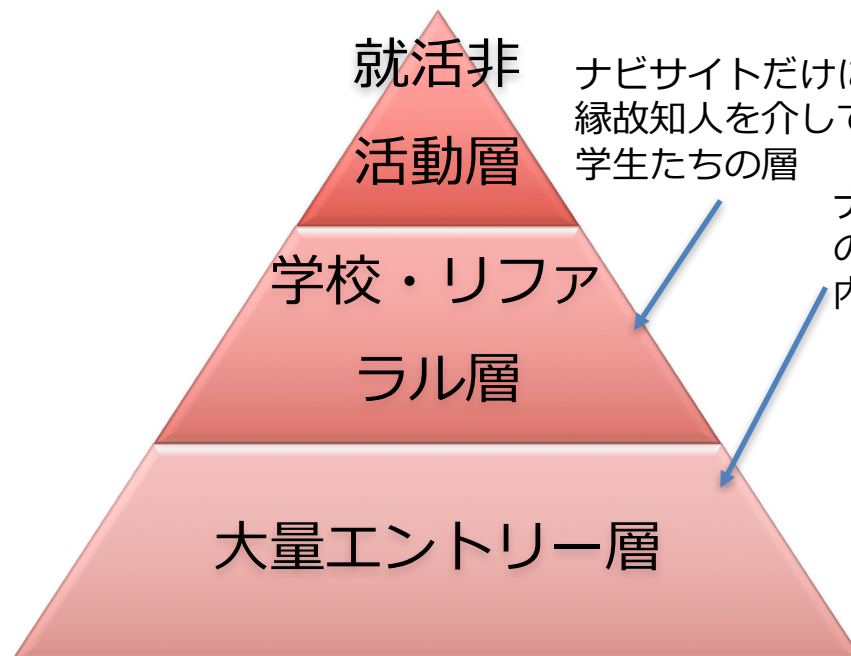 就活非
活動層
ナビサイトだけ
縁故知人を介して
学生たちの層
の
学校・リファ
ラル層
大量エントリー層